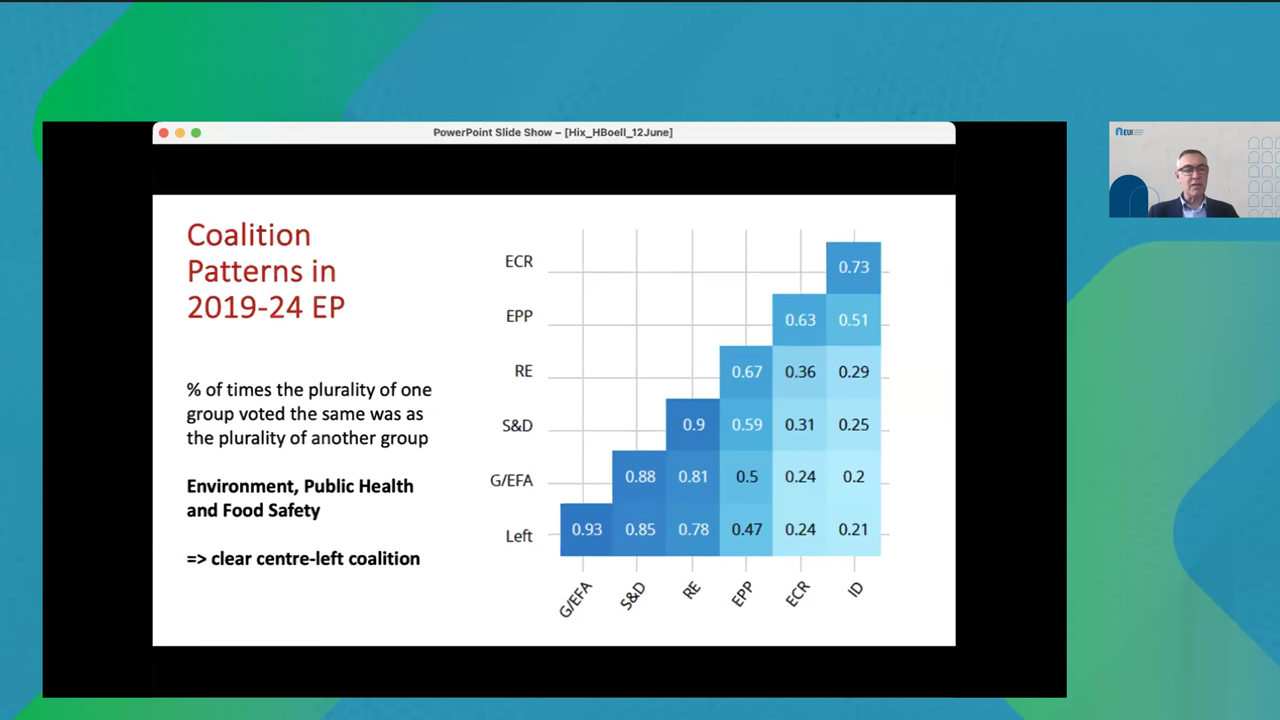 PowerPoint Slide Show – [Hix_HBoell_12June]
EUI
Coalition
Patterns in
2019-24 EP
% of times the plurality of one
group voted the same was as
the plurality of another group
Environment, Public Health
and Food Safety
=> clear centre-left coalition
ECR 0.73
EPP 0.63 0.51
RE 0.67 0.36 0.29
S&D 0.9 0.59 0.31 0.25
G/EFA 0.88 0.81 0.5 0.24 0.2
Left 0.93 0.85 0.78 0.47 0.24 0.21
G/EFA S&D RE EPP ECR ID